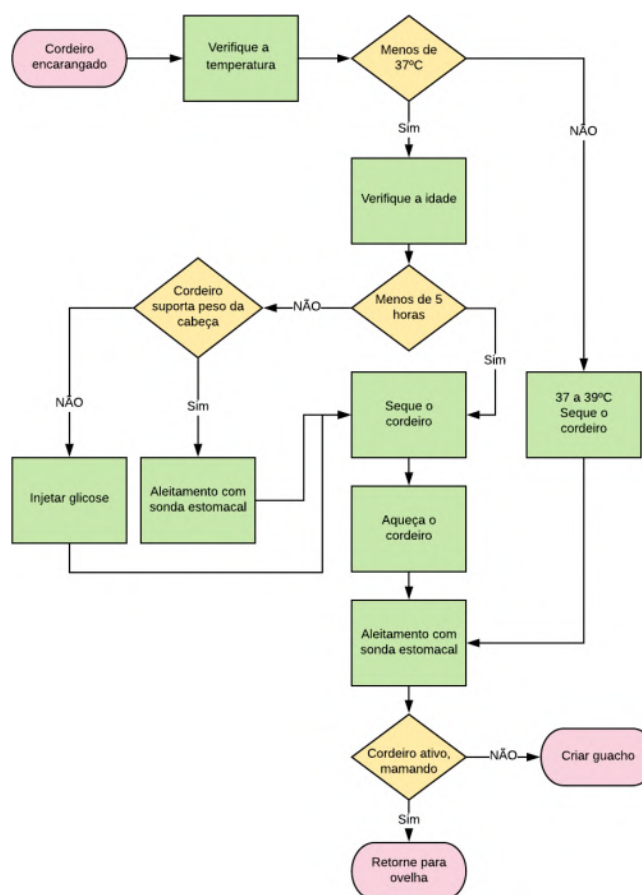 Cordeiro
encarangado
Verifique a
temperatura
Menos de
37ºC
Sim
NÃO
Verifique a idade
Cordeiro
suporta peso da
cabeça
NÃO
Menos de 5
horas
Sim
NÃO
Sim
Seque o
cordeiro
37 a 39ºC
Seque o
cordeiro
Injetar glicose
Aleitamento com
sonda estomacal
Aqueça o
cordeiro
Aleitamento com
sonda estomacal
Cordeiro ativo,
mamando
NÃO
Criar guacho
Sim
Retorne para
ovelha